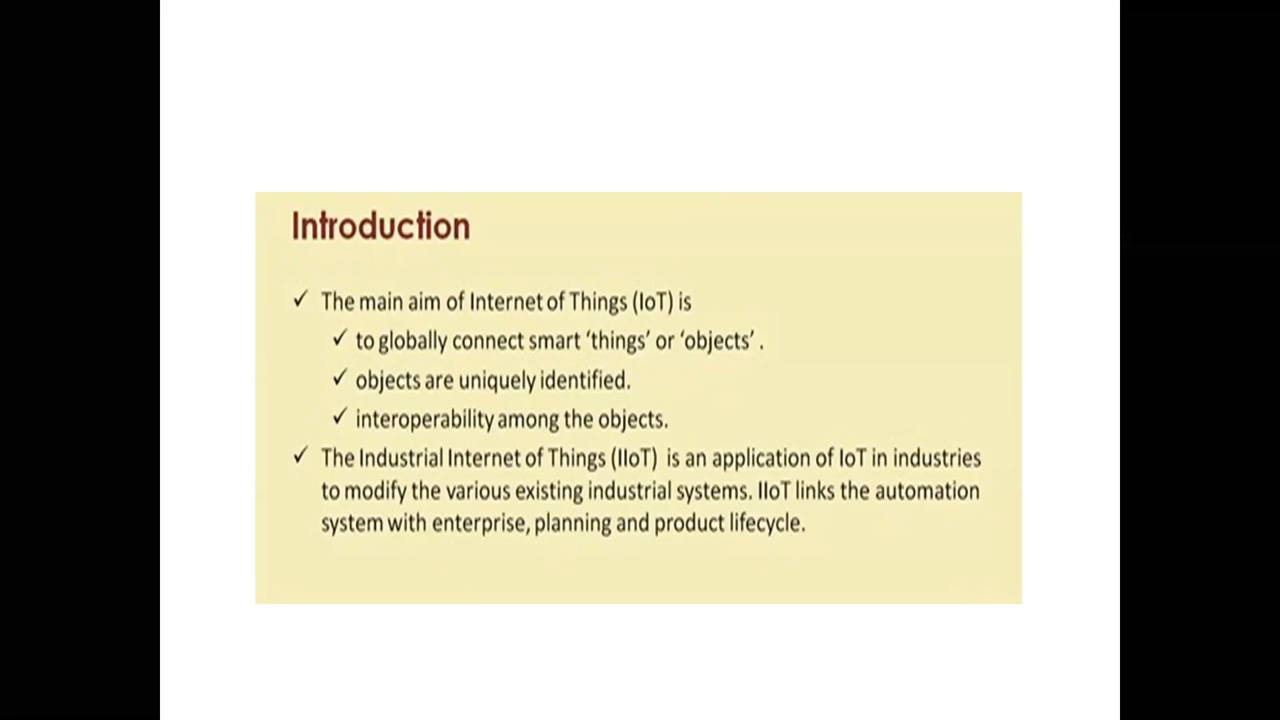 Introduction
✓ The main aim of Internet of Things (IoT) is
✓ to globally connect smart ‘things’ or ‘objects’ .
✓ objects are uniquely identified.
✓ interoperability among the objects.
✓ The Industrial Internet of Things (IIoT) is an application of IoT in industries
to modify the various existing industrial systems. IIoT links the automation
system with enterprise, planning and product lifecycle.